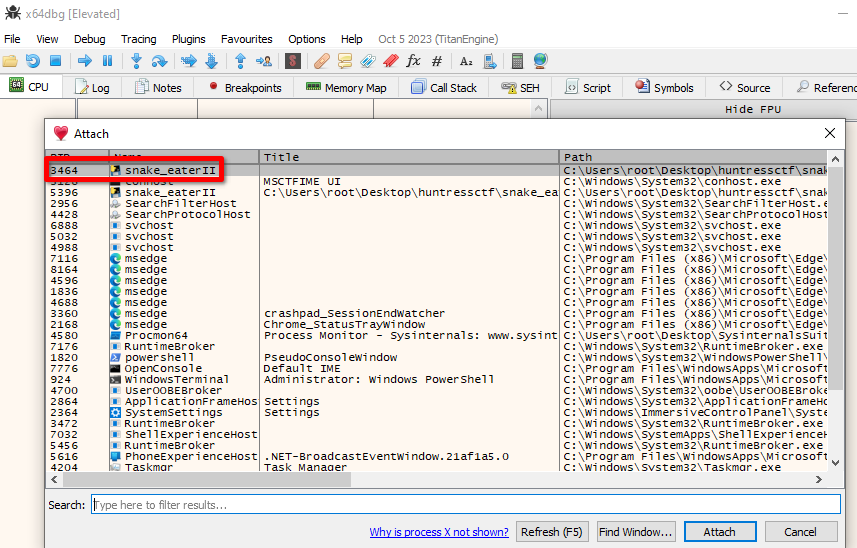 x64dbg [Elevated]
File View Debug Tracing Plugins Favourites Options Help Oct 5 2023 (TitanEngine)
CPU Log Notes Breakpoints Memory Map Call Stack SEH Script Symbols Source Referenc
Hide FPU
Attach
PID Name Title Path
3464 snake_eaterII C:\Users\root\Desktop\huntressctf\snak
conhost MSCTFIME UI C:\Windows\System32\conhost.exe
5396 snake_eaterII C:\Users\root\Desktop\huntressctf\snake_ea C:\Users\root\Desktop\huntressctf\snak
2956 SearchFilterHost C:\Windows\System32\SearchFilterHost.e
4428 SearchProtocolHost C:\Windows\System32\SearchProtocolHost
6888 svchost C:\Windows\System32\svchost.exe
5032 svchost C:\Windows\System32\svchost.exe
4988 svchost C:\Windows\System32\svchost.exe
7116 msedge C:\Program Files (x86)\Microsoft\Edge\
8164 msedge C:\Program Files (x86)\Microsoft\Edge\
4596 msedge C:\Program Files (x86)\Microsoft\Edge\
1836 msedge C:\Program Files (x86)\Microsoft\Edge\
4688 msedge C:\Program Files (x86)\Microsoft\Edge\
3360 msedge crashpad_SessionEndWatcher C:\Program Files (x86)\Microsoft\Edge\
2168 msedge Chrome_StatusTrayWindow C:\Program Files (x86)\Microsoft\Edge\
4580 Procmon64 Process Monitor - Sysinternals: www.sysint C:\Users\root\Desktop\SysinternalsSuit
7176 RuntimeBroker C:\Windows\System32\RuntimeBroker.exe
1820 powershell PseudoConsoleWindow C:\Windows\System32\WindowsPowerShell\
7776 OpenConsole Default IME C:\Program Files\WindowsApps\Microsoft
924 WindowsTerminal Administrator: Windows PowerShell C:\Program Files\WindowsApps\Microsoft
4700 UserOOBEBroker C:\Windows\System32\oobe\UserOOBEBroke
2864 ApplicationFrameHos Settings C:\Windows\System32\ApplicationFrameHo
2364 SystemSettings Settings C:\Windows\ImmersiveControlPanel\Syste
3472 RuntimeBroker C:\Windows\System32\RuntimeBroker.exe
7032 ShellExperienceHost C:\Windows\SystemApps\ShellExperienceH
5456 RuntimeBroker C:\Windows\System32\RuntimeBroker.exe
5616 PhoneExperienceHost .NET-BroadcastEventWindow.21af1a5.0 C:\Program Files\WindowsApps\Microsoft
4204 Taskmgr Task Manager C:\Windows\System32\Taskmgr.exe
Search: Type here to filter results...
Why is process X not shown? Refresh (F5) Find Window... Attach Cancel